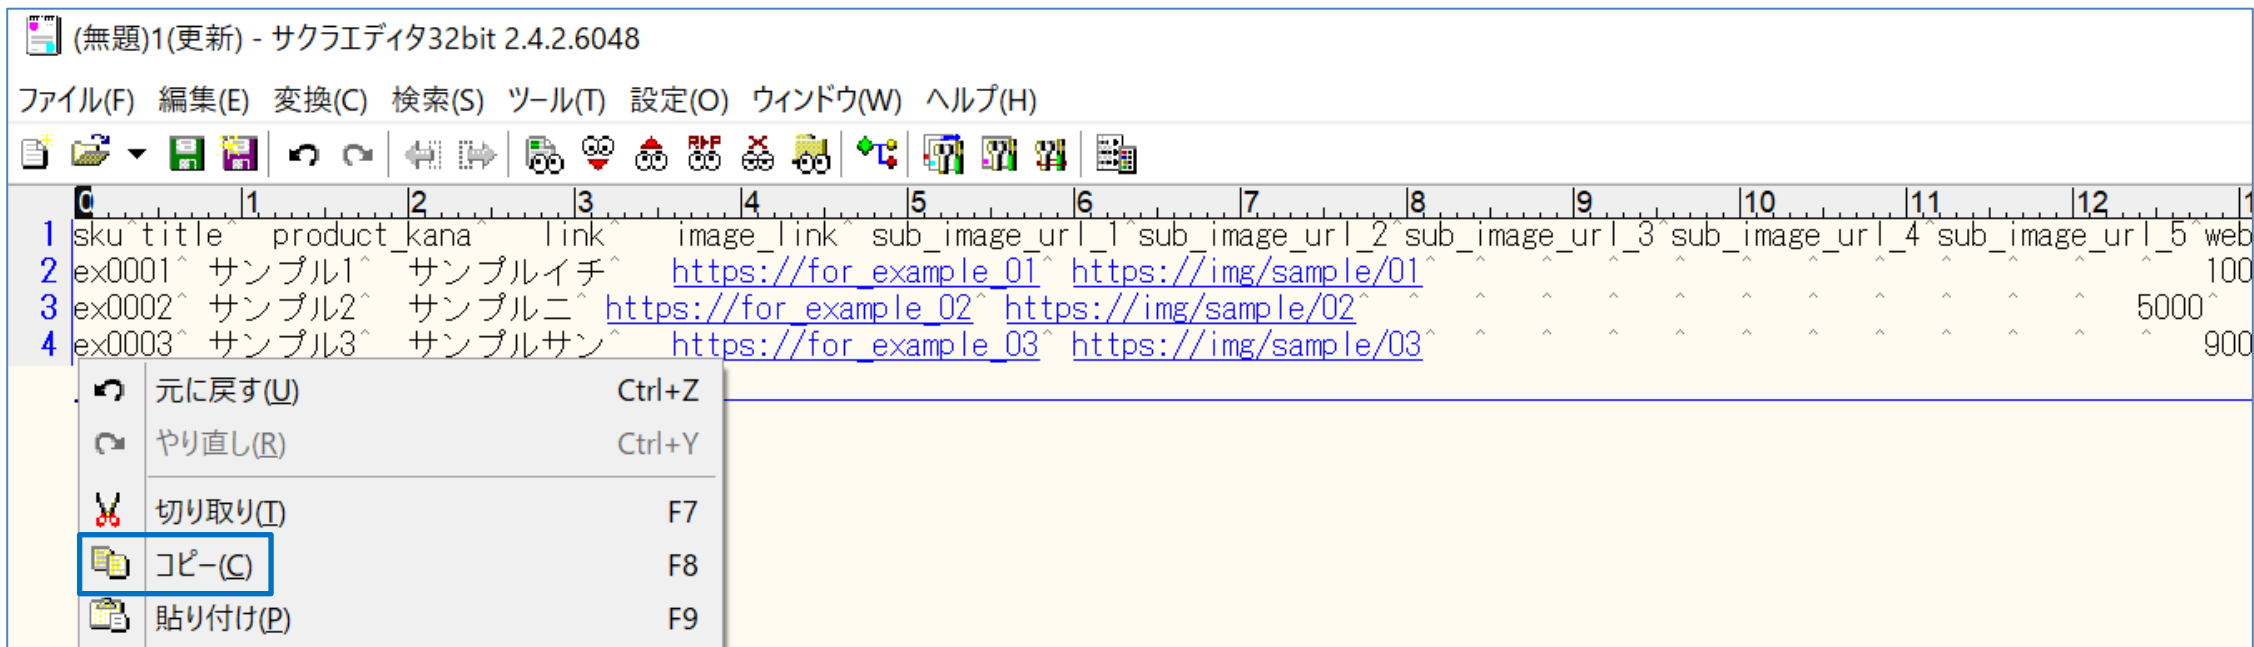 (無題)1(更新) - サクラエディタ32bit 2.4.2.6048
ファイル(F) 編集(E) 変換(C) 検索(S) ツール(T) 設定(O) ウィンドウ(W) ヘルプ(H)
0 1 2 3 4 5 6 7 8 9 10 11 12 1
1 sku^title^ product_kana^ link^ image_link^ sub_image_url_1^sub_image_url_2^sub_image_url_3^sub_image_url_4^sub_image_url_5^web
2 ex0001^ サンプル1^ サンプルイチ^ https://for_example_01^ https://img/sample/01^ ^ ^ ^ ^ ^ ^ ^ ^ ^ ^ ^ 100
3 ex0002^ サンプル2^ サンプルニ^ https://for_example_02^ https://img/sample/02^ ^ ^ ^ ^ ^ ^ ^ ^ ^ ^ ^ 5000^
4 ex0003^ サンプル3^ サンプルサン^ https://for_example_03^ https://img/sample/03^ ^ ^ ^ ^ ^ ^ ^ ^ ^ ^ ^ 900
元に戻す(U) Ctrl+Z
やり直し(R) Ctrl+Y
切り取り(T) F7
コピー(C) F8
貼り付け(P) F9